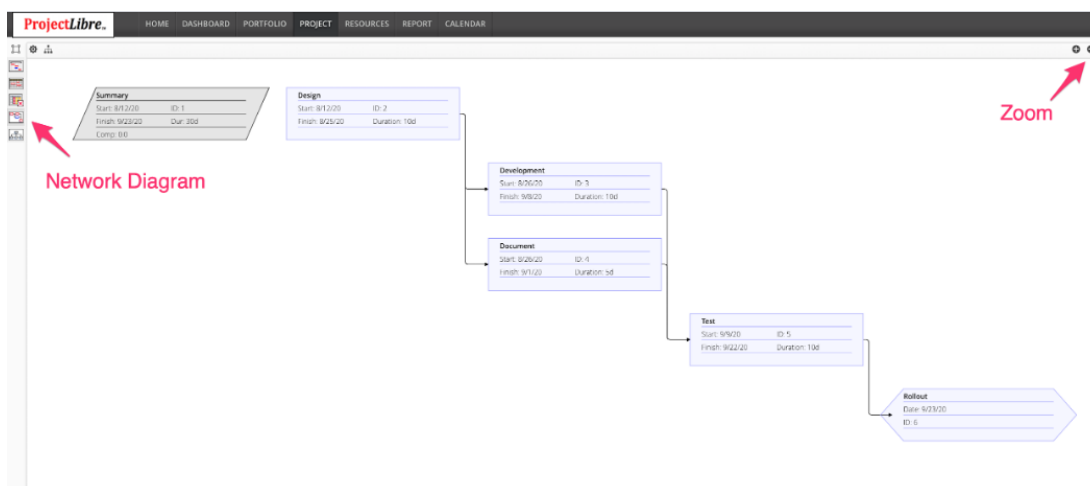 ProjectLibre HOME DASHBOARD PORTFOLIO PROJECT RESOURCES REPORT CALENDAR
Zoom
Network Diagram
Summary
Start: 8/12/20 ID: 1
Finish: 9/23/20 Dur: 30d
Comp: 0.0
Design
Start: 8/12/20 ID: 2
Finish: 8/25/20 Duration: 10d
Development
Start: 8/26/20 ID: 3
Finish: 9/8/20 Duration: 10d
Document
Start: 8/26/20 ID: 4
Finish: 9/1/20 Duration: 5d
Test
Start: 9/9/20 ID: 5
Finish: 9/22/20 Duration: 10d
Rollout
Date: 9/23/20
ID: 6